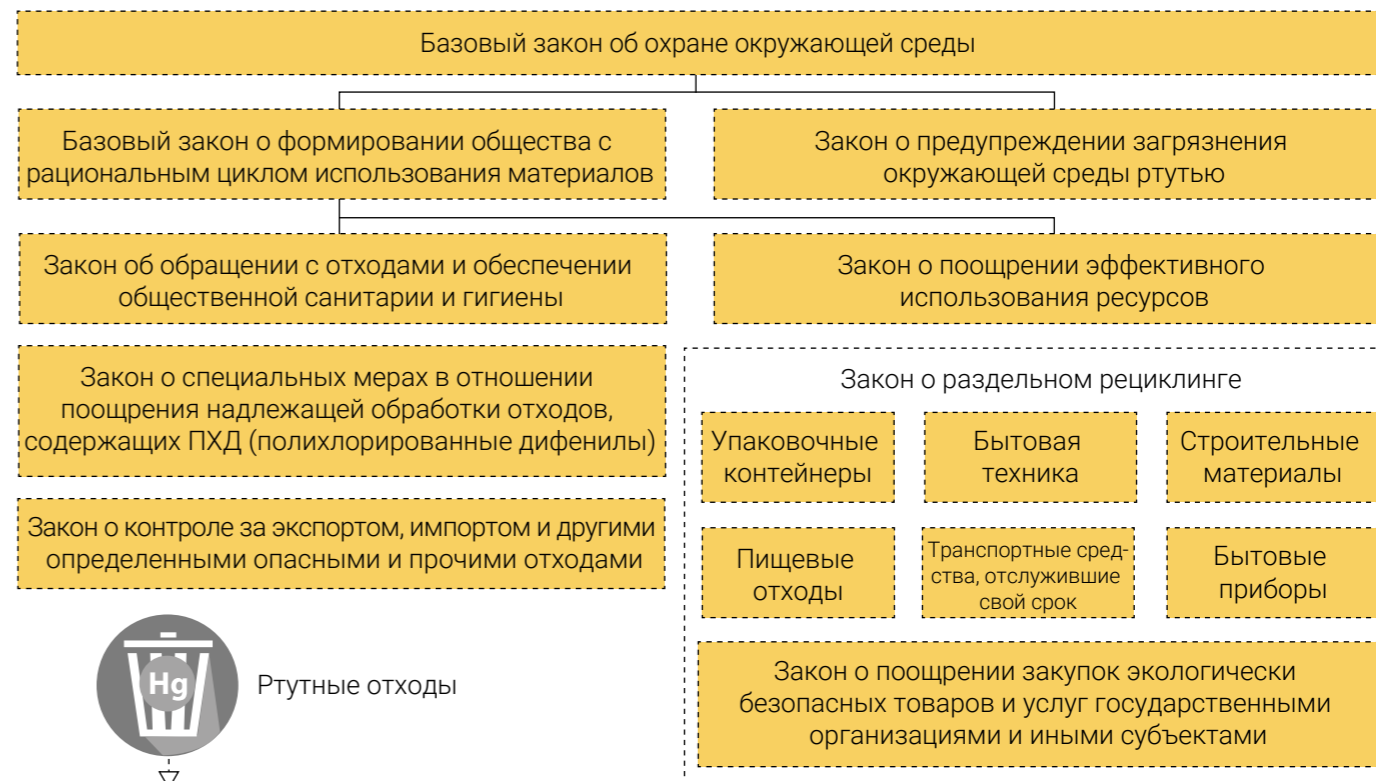 Базовый закон об охране окружающей среды
Базовый закон о формировании общества с
рациональным циклом использования материалов
Закон о предупреждении загрязнения
окружающей среды ртутью
Закон об обращении с отходами и обеспечении
общественной санитарии и гигиены
Закон о поощрении эффективного
использования ресурсов
Закон о специальных мерах в отношении
поощрения надлежащей обработки отходов,
содержащих ПХД (полихлорированные дифенилы)
Закон о контроле за экспортом, импортом и другими
определенными опасными и прочими отходами
Hg
Ртутные отходы
Закон о раздельном рециклинге
Упаковочные
контейнеры
Бытовая
техника
Строительные
материалы
Пищевые
отходы
Транспортные сред-
ства, отслужившие
свой срок
Бытовые
приборы
Закон о поощрении закупок экологически
безопасных товаров и услуг государственными
организациями и иными субъектами